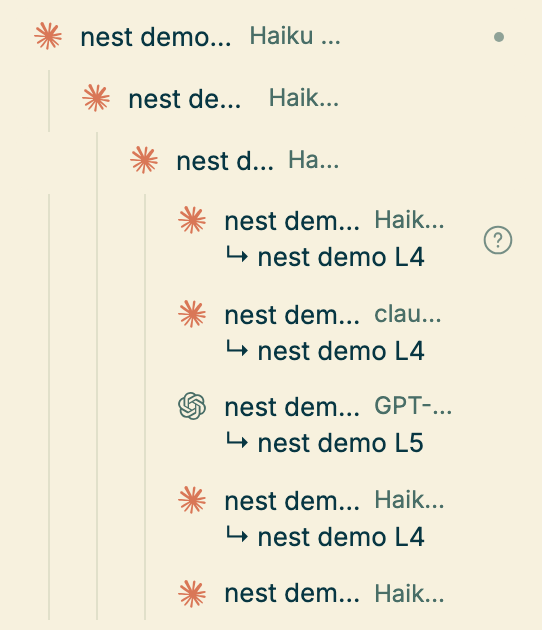 nest demo... Haiku ...
nest de... Haik...
nest d... Ha...
nest dem... Haik...
↳ nest demo L4
?
nest dem... clau...
↳ nest demo L4
nest dem... GPT-...
↳ nest demo L5
nest dem... Haik...
↳ nest demo L4
nest dem... Haik...